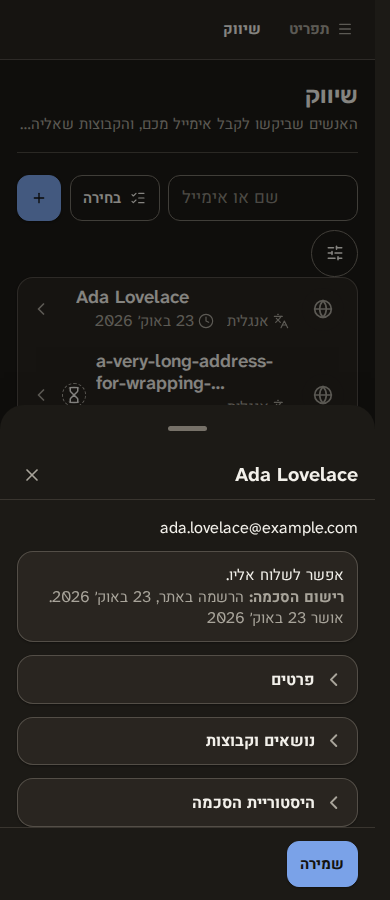 תפריט
שיווק
שיווק
האנשים שביקשו לקבל אימייל מכם, והקבוצות שאליה...
שם או אימייל
בחירה
Ada Lovelace
אנגלית
23 באוק׳ 2026
a-very-long-address-
for-wrapping-...
Ada Lovelace
ada.lovelace@example.com
אפשר לשלוח אליו.
רישום הסכמה: הרשמה באתר, 23 באוק׳ 2026.
אושר 23 באוק׳ 2026
פרטים
נושאים וקבוצות
היסטוריית הסכמה
שמירה